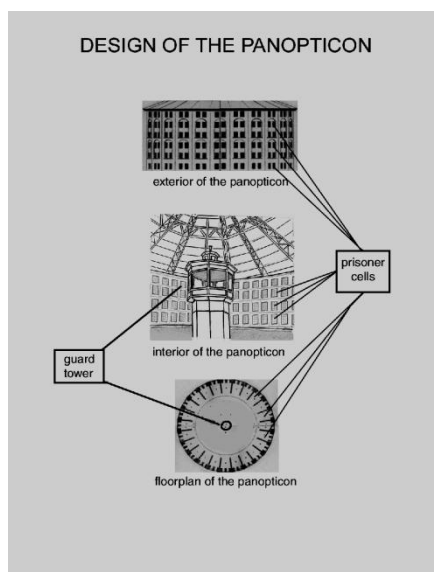 DESIGN OF THE PANOPTICON
exterior of the panopticon
prisoner
cells
interior of the panopticon
guard
tower
floorplan of the panopticon